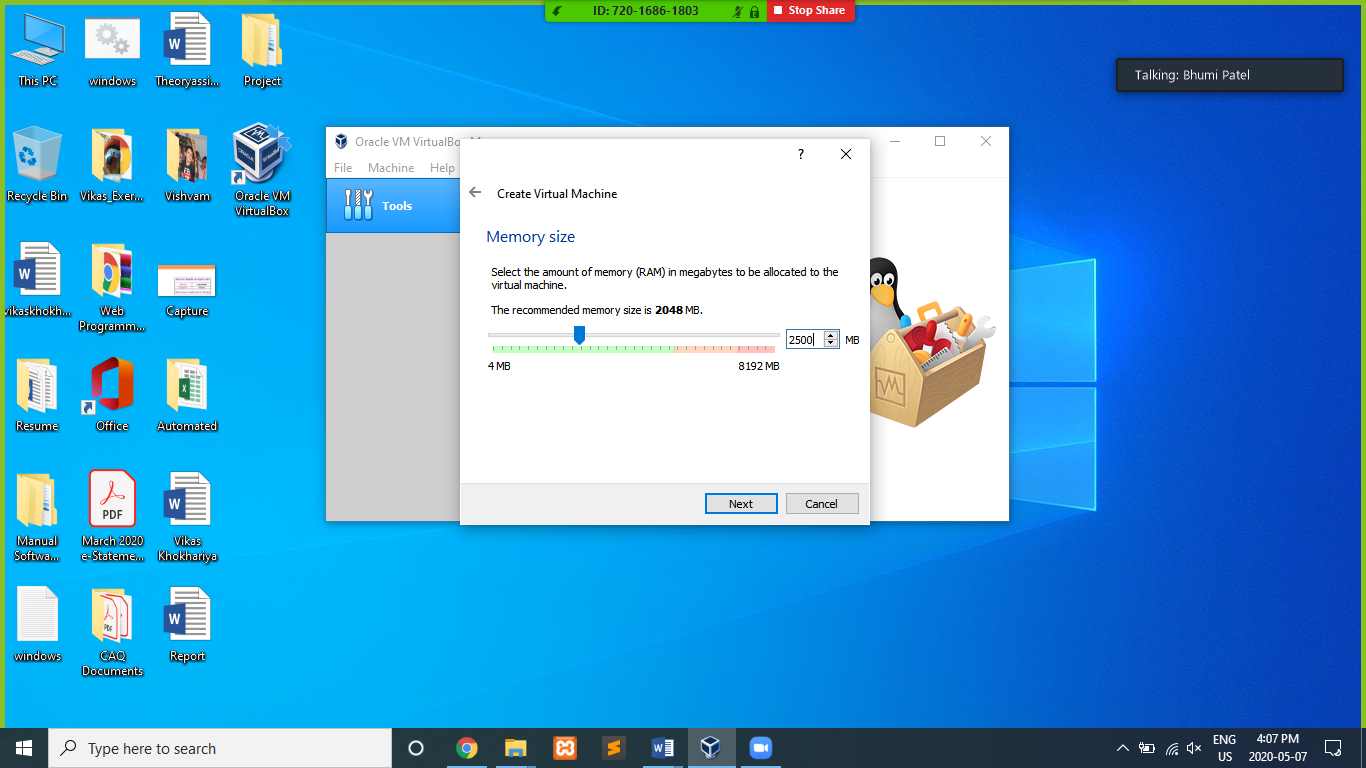 ID: 720-1686-1803
Stop Share
Talking: Bhumi Patel
This PC
windows
Theoryassi...
Project
Recycle Bin
Vikas_Exer...
Vishvam
Oracle VM
VirtualBox
vikaskhokh...
Web
Programm...
Capture
Resume
Office
Automated
Manual
Softwa...
PDF
March 2020
e-Stateme...
Vikas
Khokhariya
windows
CAQ
Documents
Report
Oracle VM VirtualBo
File Machine Help
Tools
Create Virtual Machine
Memory size
Select the amount of memory (RAM) in megabytes to be allocated to the
virtual machine.
The recommended memory size is 2048 MB.
2500 MB
4 MB 8192 MB
Next Cancel
Type here to search
ENG
US
4:07 PM
2020-05-07